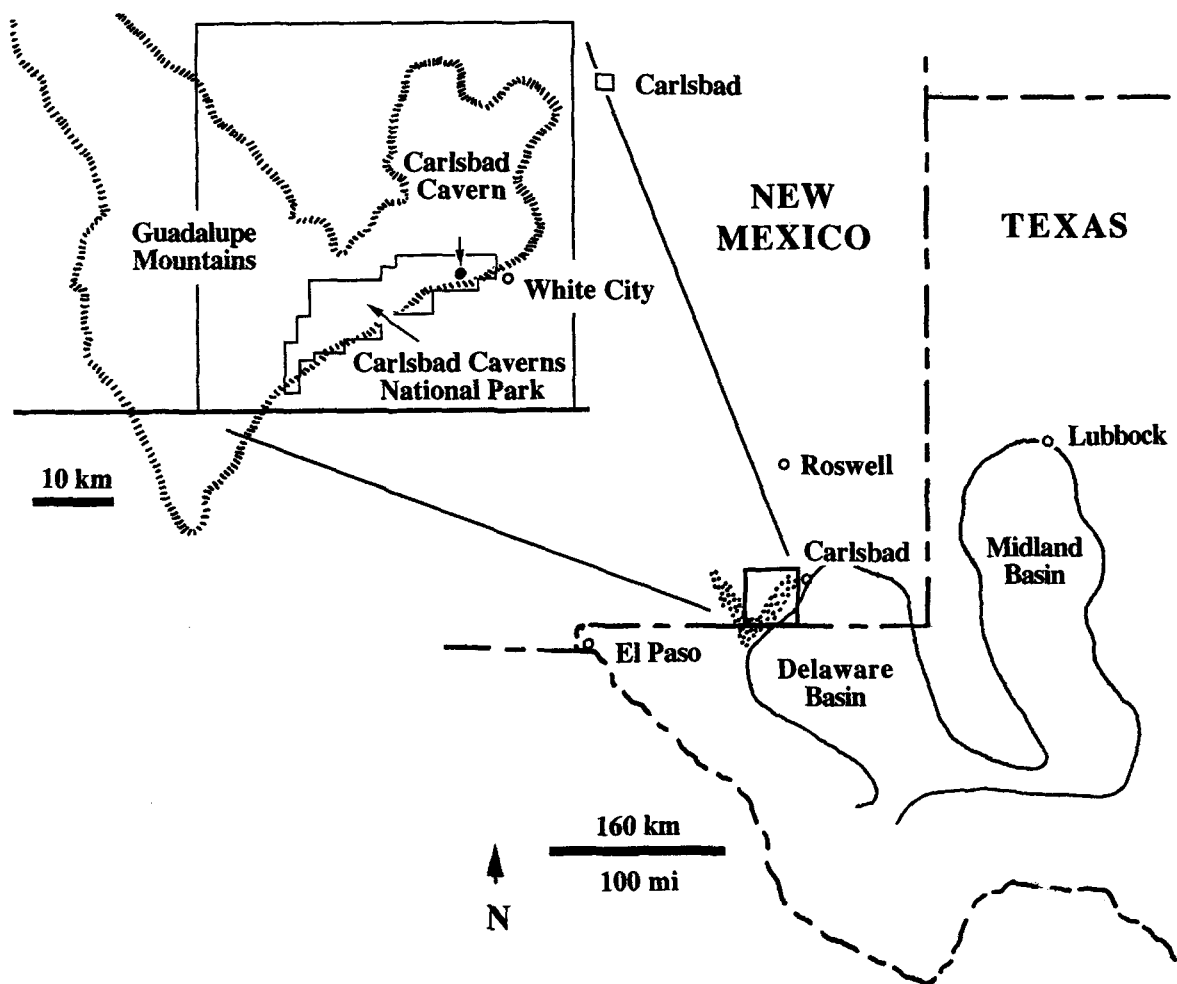 Carlsbad
Carlsbad
Cavern
NEW
MEXICO
TEXAS
Guadalupe
Mountains
White City
Carlsbad Caverns
National Park
10 km
Roswell
Lubbock
Carlsbad
Midland
Basin
El Paso
Delaware
Basin
160 km
100 mi
N